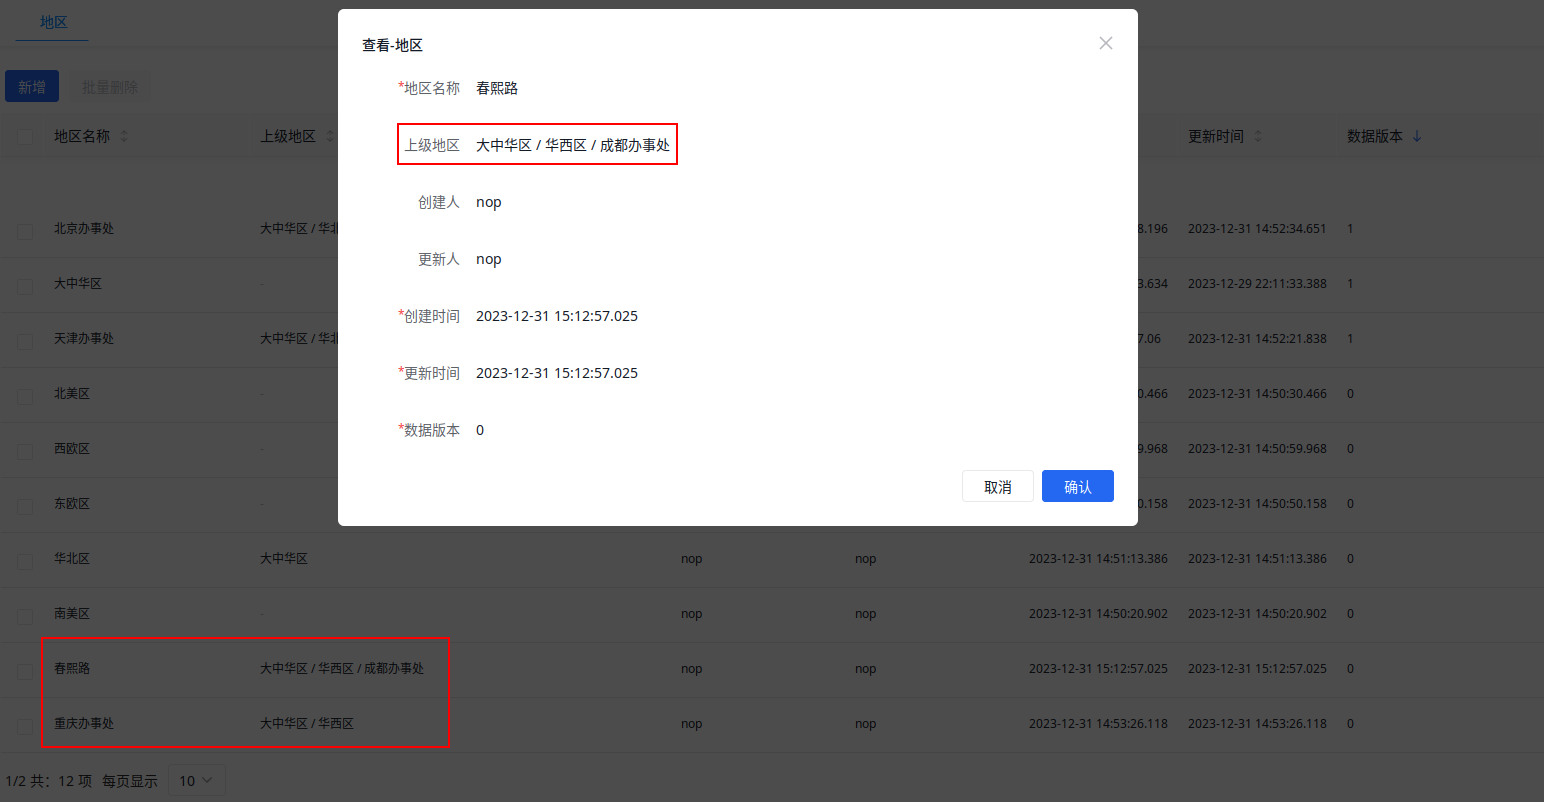 地区
查看-地区
新增 批量删除
*地区名称 春熙路
地区名称 上级地区 更新时间 数据版本
上级地区 大中华区 / 华西区 / 成都办事处
创建人 nop
北京办事处 大中华区 / 华北 8.196 2023-12-31 14:52:34.651 1
更新人 nop
大中华区 - 3.634 2023-12-29 22:11:33.388 1
*创建时间 2023-12-31 15:12:57.025
天津办事处 大中华区 / 华北 7.06 2023-12-31 14:52:21.838 1
*更新时间 2023-12-31 15:12:57.025
北美区 - 0.466 2023-12-31 14:50:30.466 0
*数据版本 0
西欧区 - 9.968 2023-12-31 14:50:59.968 0
取消 确认
东欧区 - 0.158 2023-12-31 14:50:50.158 0
华北区 大中华区 nop nop 2023-12-31 14:51:13.386 2023-12-31 14:51:13.386 0
南美区 - nop nop 2023-12-31 14:50:20.902 2023-12-31 14:50:20.902 0
春熙路 大中华区 / 华西区 / 成都办事处 nop nop 2023-12-31 15:12:57.025 2023-12-31 15:12:57.025 0
重庆办事处 大中华区 / 华西区 nop nop 2023-12-31 14:53:26.118 2023-12-31 14:53:26.118 0
1/2 共：12 项 每页显示 10